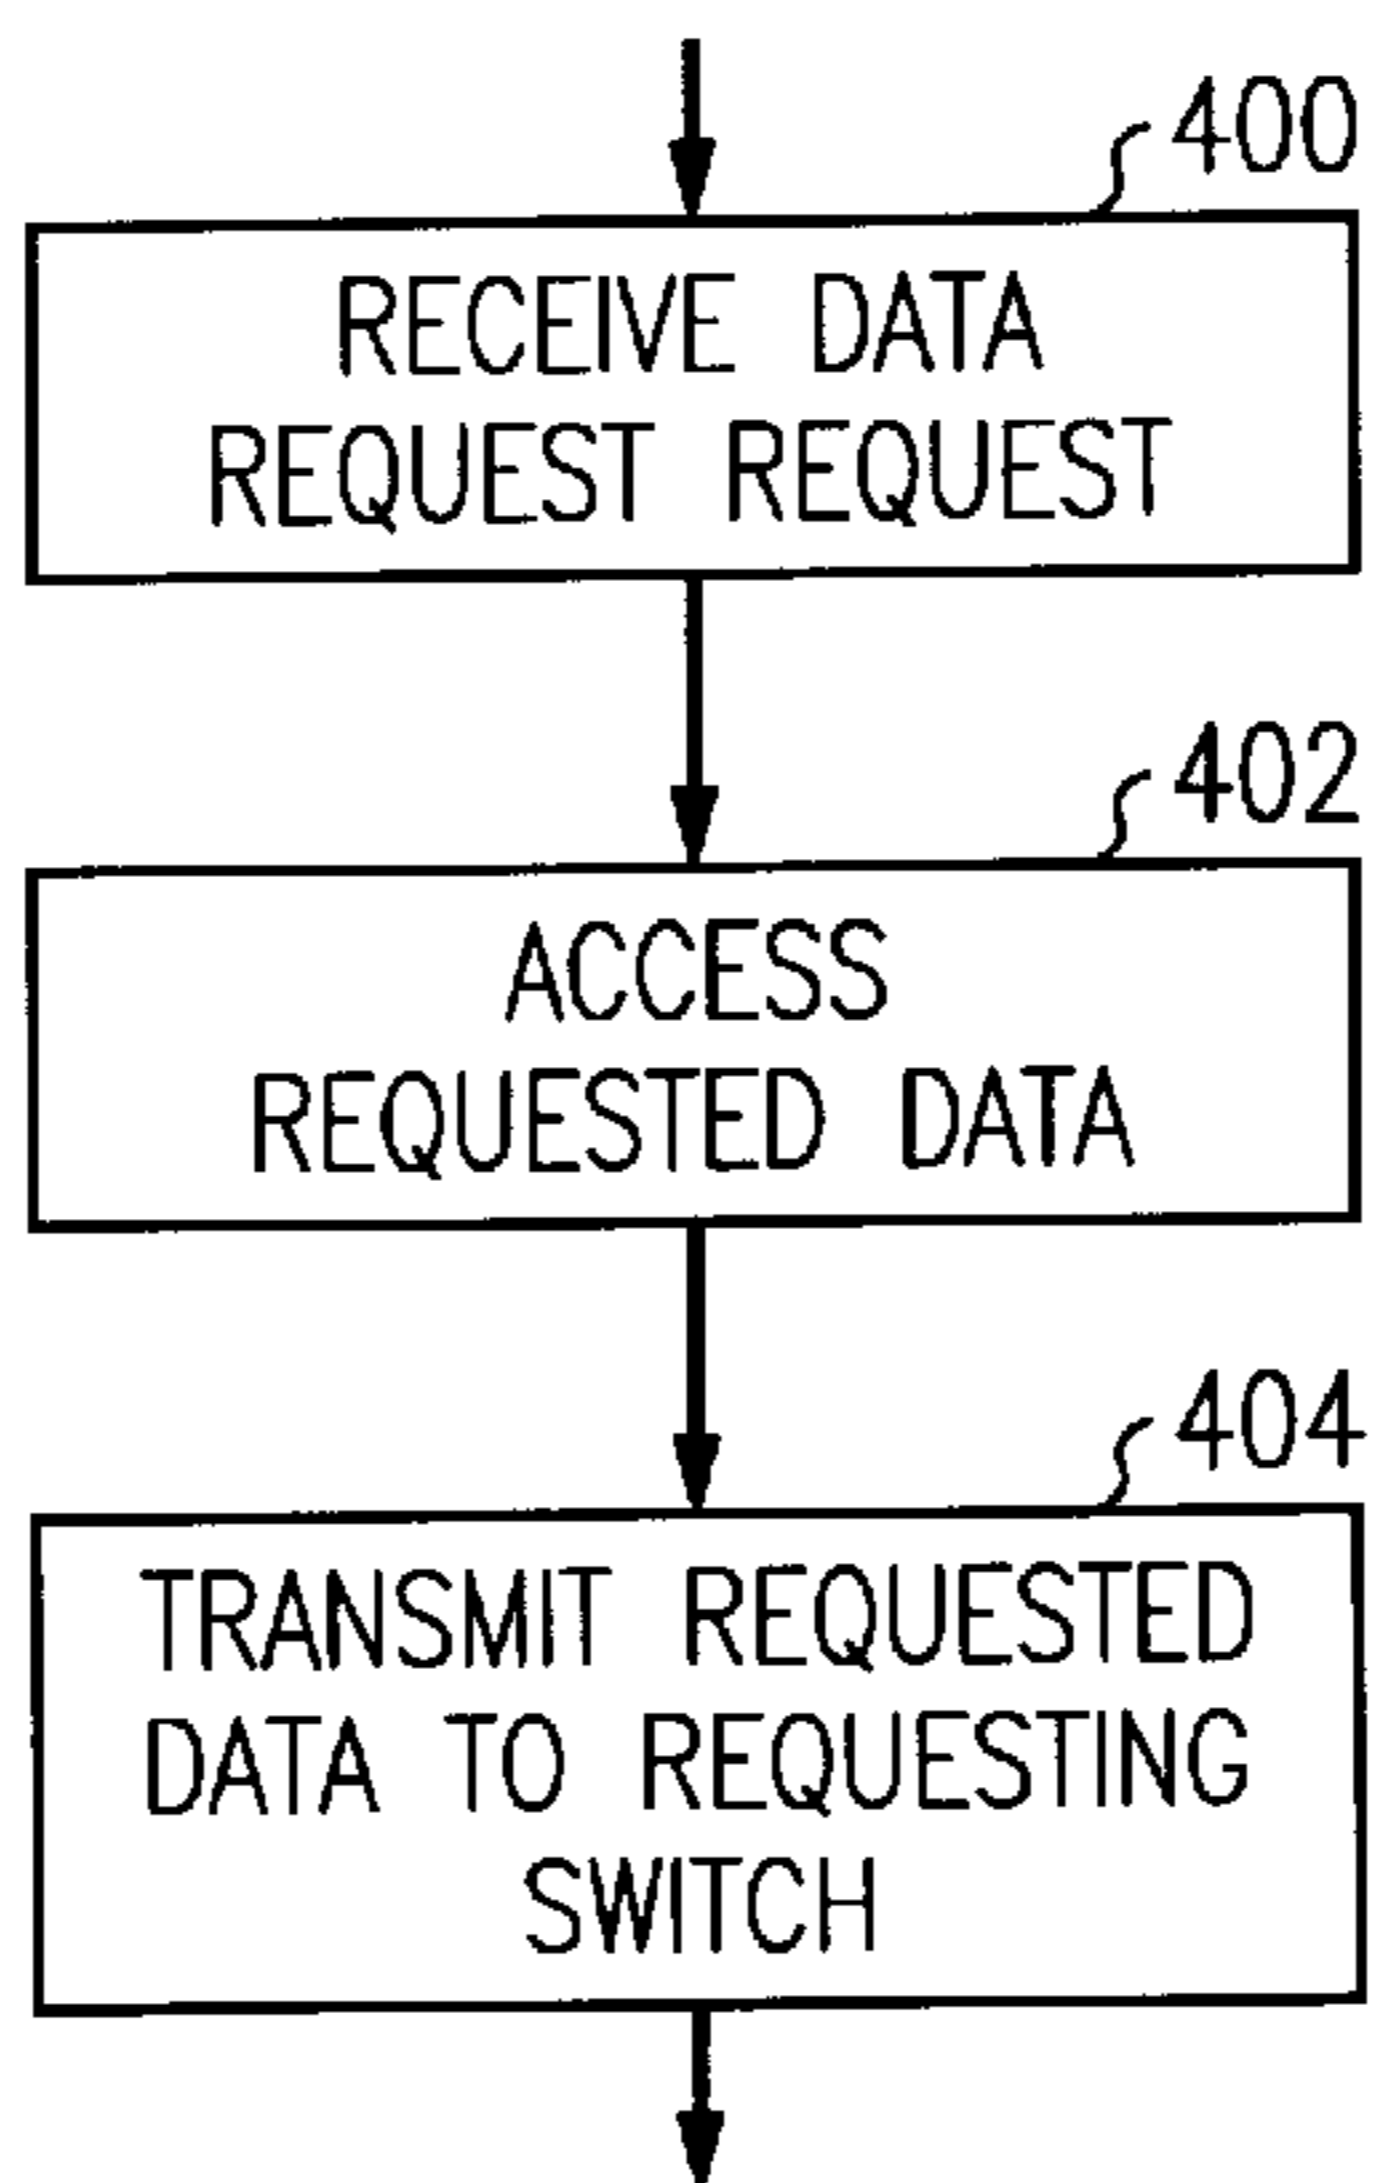 400
RECEIVE DATA
REQUEST REQUEST
402
ACCESS
REQUESTED DATA
404
TRANSMIT REQUESTED
DATA TO REQUESTING
SWITCH